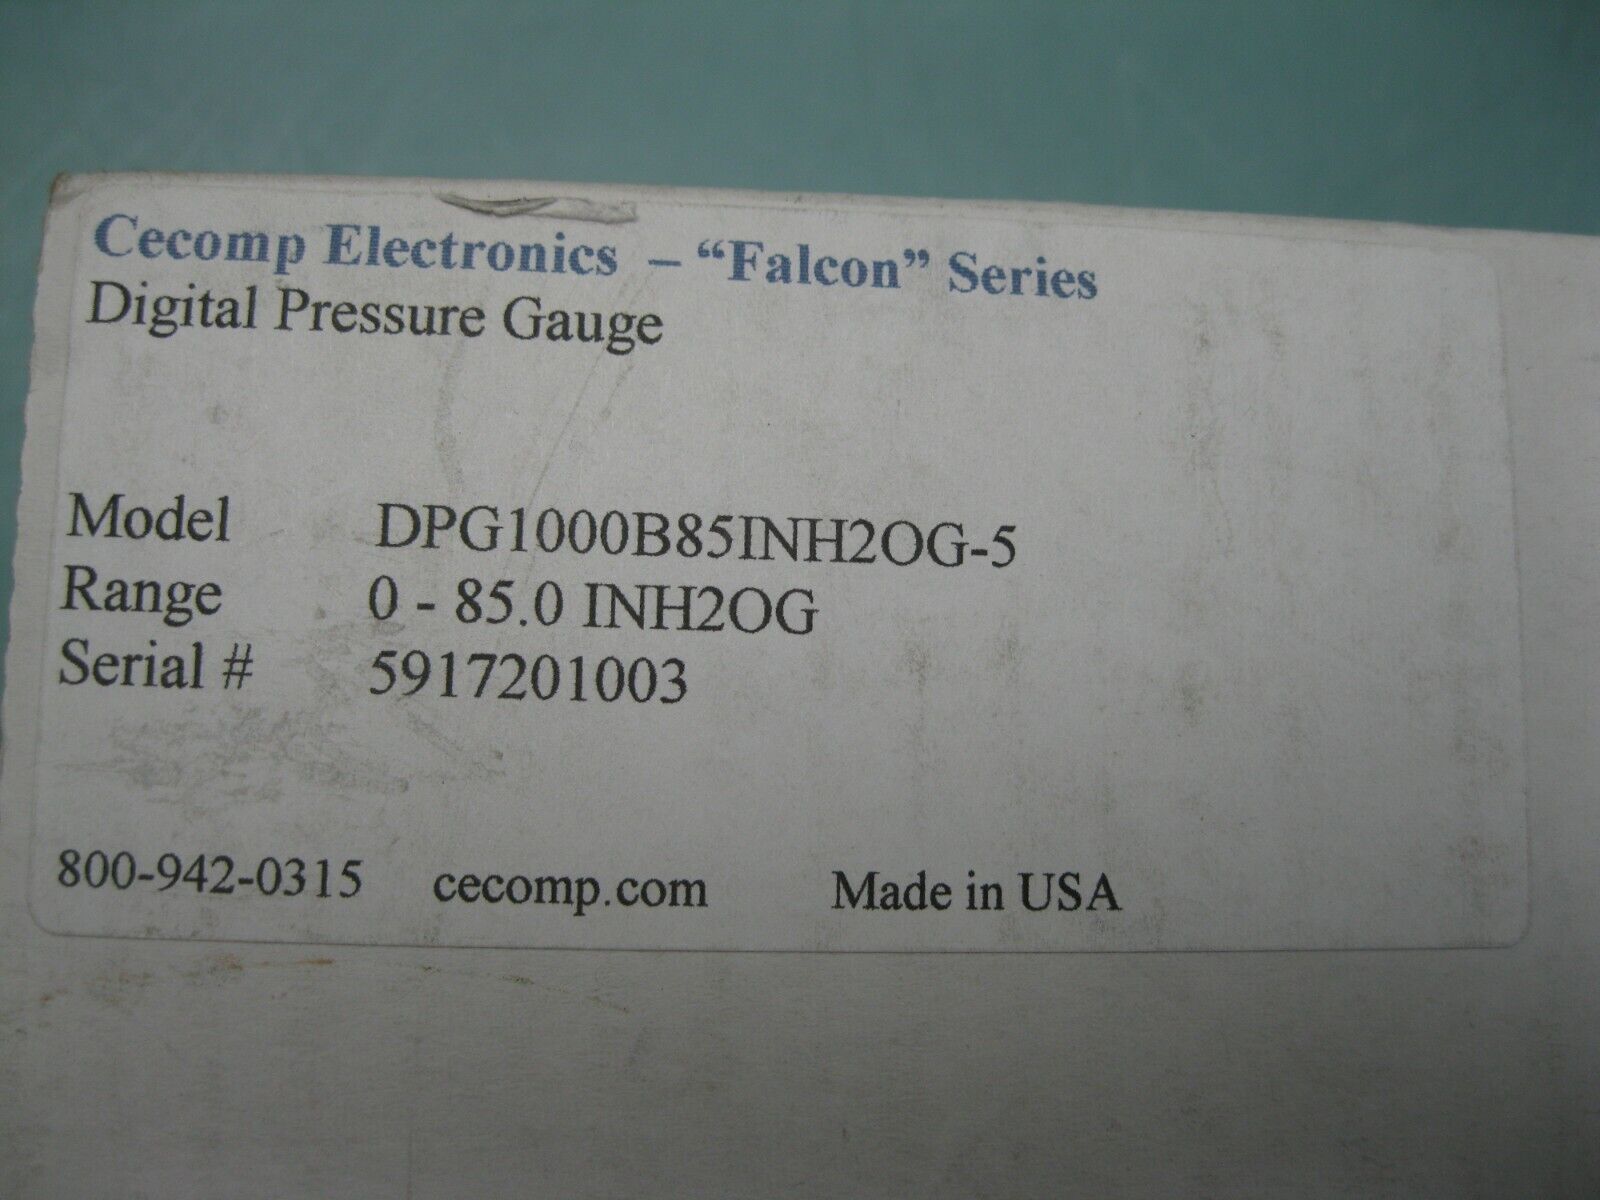 Cecomp Electronics – “Falcon” Series
Digital Pressure Gauge
Model DPG1000B85INH2OG-5
Range 0 - 85.0 INH2OG
Serial # 5917201003
800-942-0315 cecomp.com Made in USA